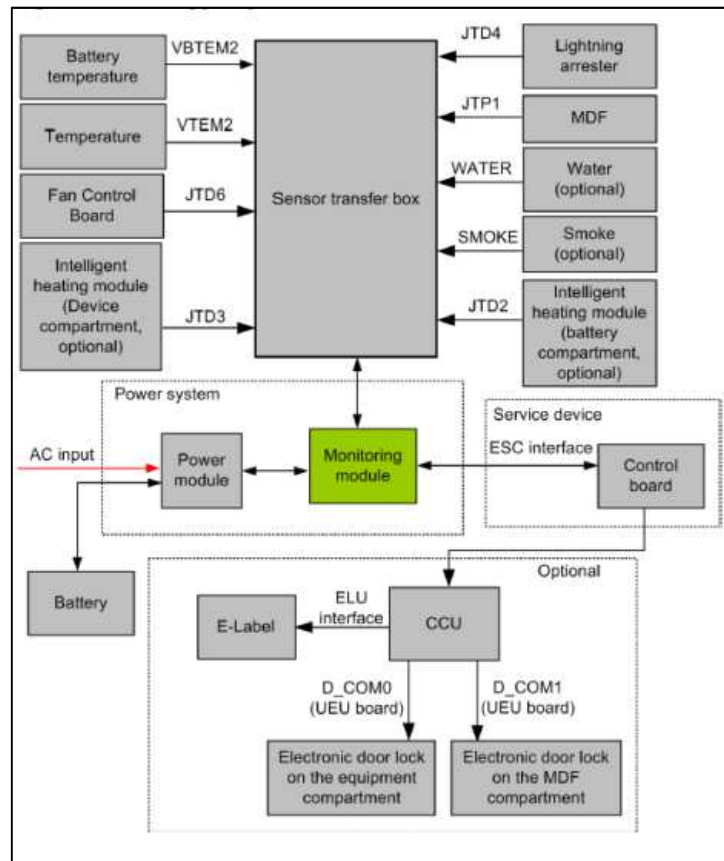 Battery
temperature
VBTEM2
Temperature
VTEM2
Fan Control
Board
JTD6
Intelligent
heating module
(Device
compartment,
optional)
JTD3
Sensor transfer box
JTD4
Lightning
arrester
JTP1
MDF
WATER
Water
(optional)
SMOKE
Smoke
(optional)
JTD2
Intelligent
heating module
(battery
compartment,
optional)
Power system
AC input
Power
module
Monitoring
module
Service device
ESC interface
Control
board
Battery
Optional
E-Label
ELU
interface
CCU
D_COM0
(UEU board)
D_COM1
(UEU board)
Electronic door lock
on the equipment
compartment
Electronic door lock
on the MDF
compartment